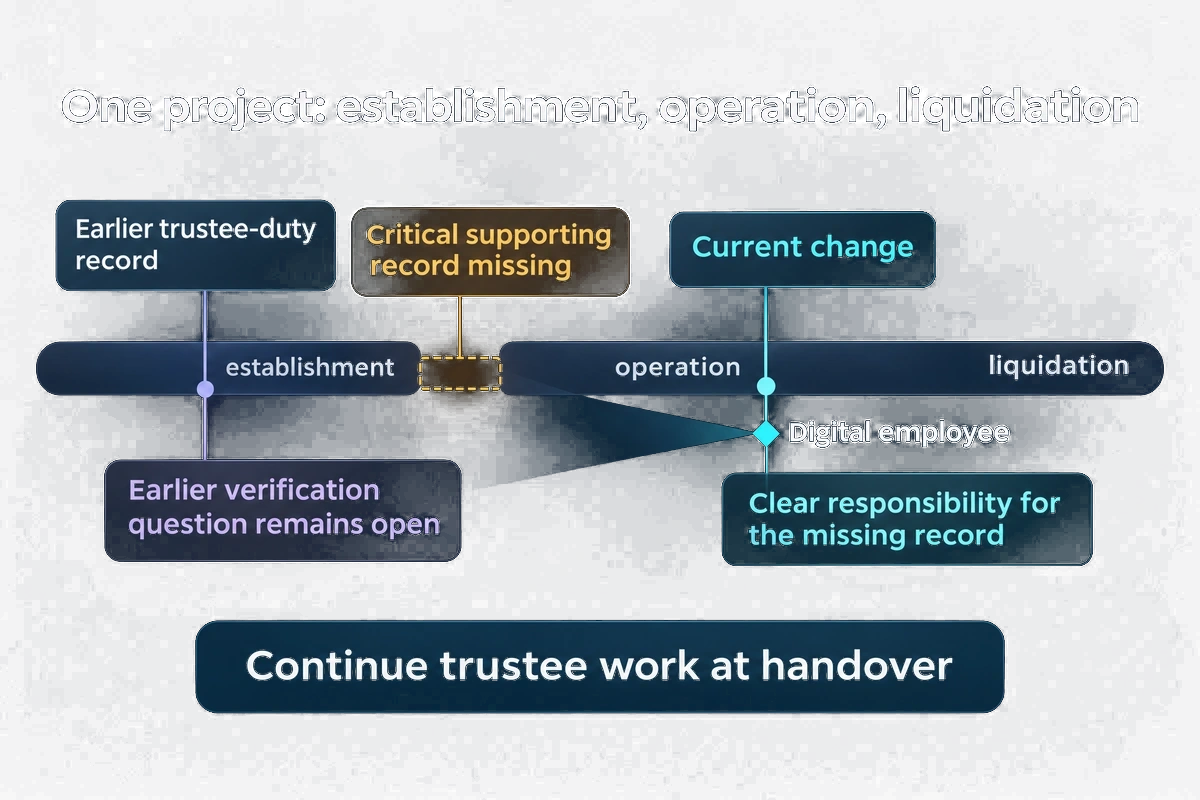 One project: establishment, operation, liquidation
Earlier trustee-duty
record
Critical supporting
record missing
Current change
establishment
operation
liquidation
Digital employee
Earlier verification
question remains open
Clear responsibility for
the missing record
Continue trustee work at handover